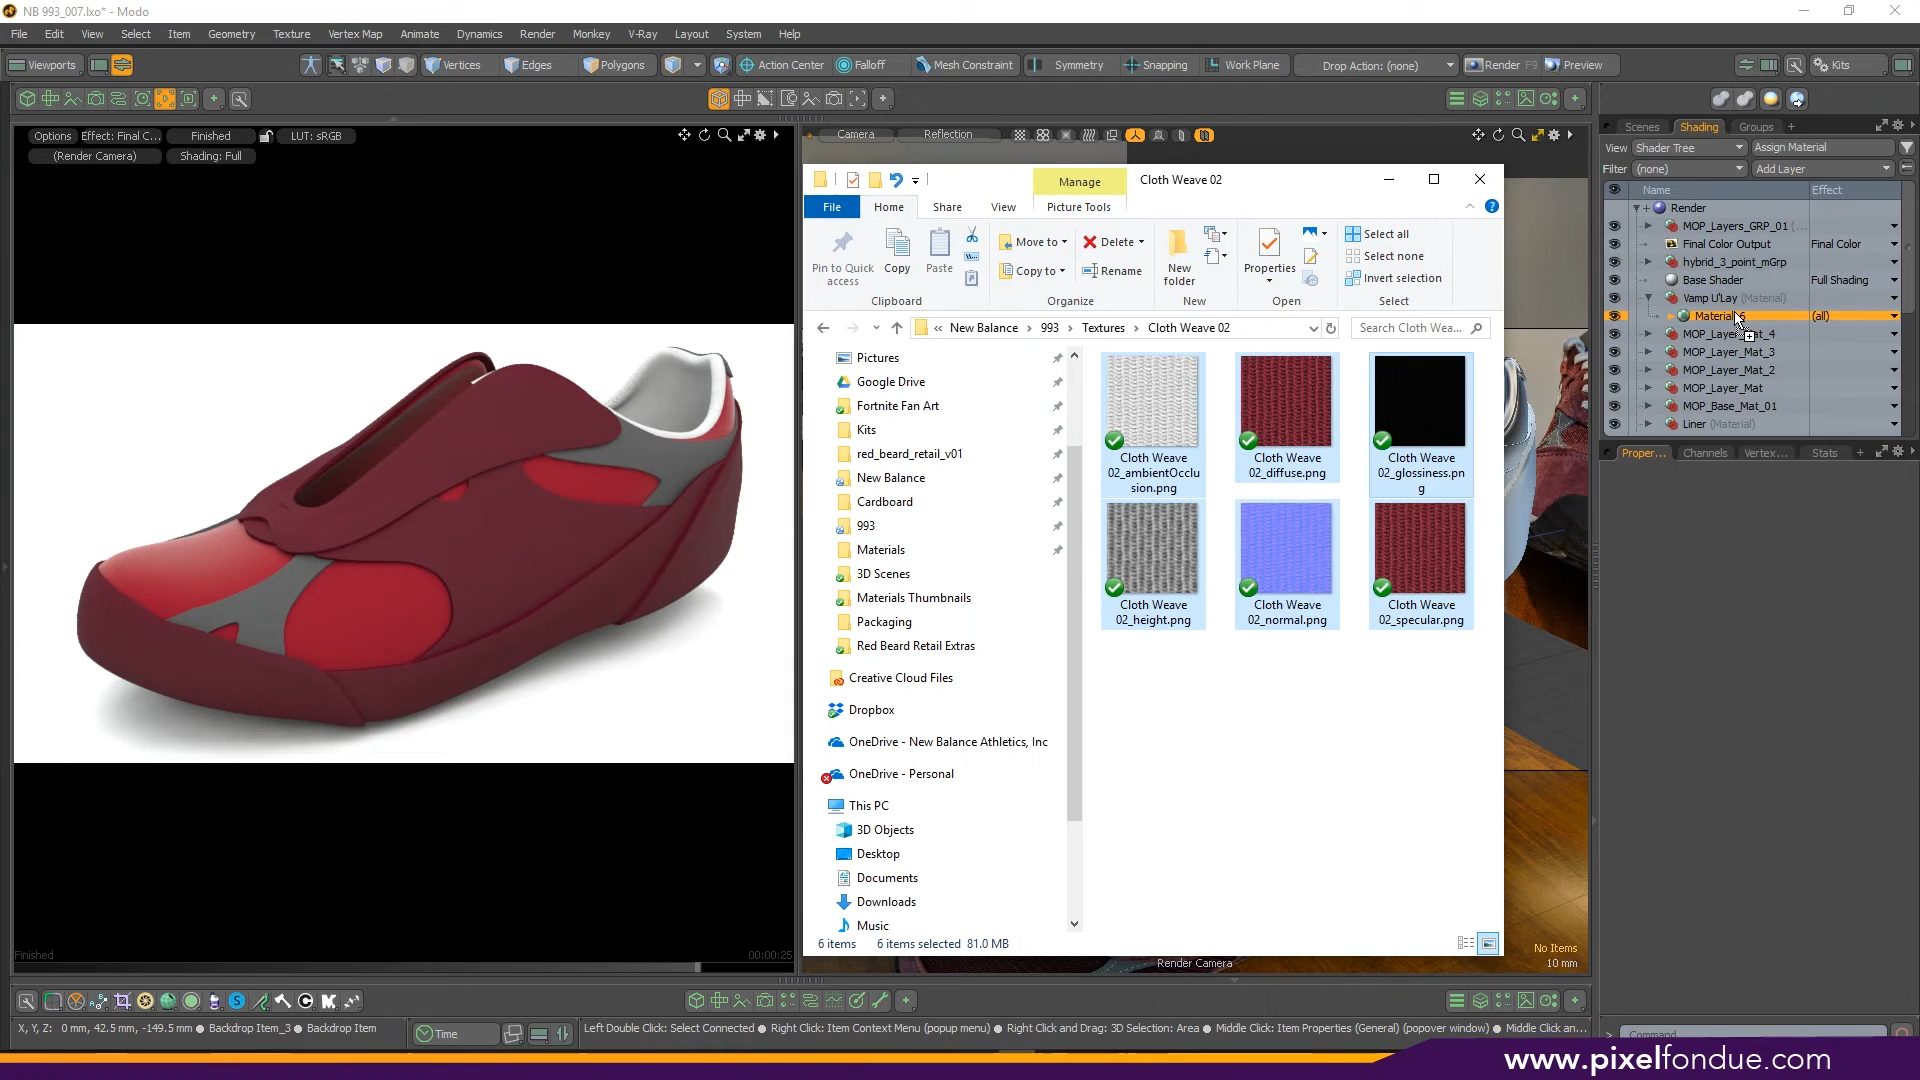 NB 993_007.lxo* - Modo
File Edit View Select Item Geometry Texture Vertex Map Animate Dynamics Render Monkey V-Ray Layout System Help
Viewports Vertices Edges Polygons Action Center Falloff Mesh Constraint Symmetry Snapping Work Plane Drop Action: (none) Render F9 Preview Kits
Options Effect: Final C... Finished LUT: sRGB
(Render Camera) Shading: Full
Camera Reflection
Cloth Weave 02
Manage
File Home Share View Picture Tools
Pin to Quick access
Copy
Paste
Clipboard
Move to
Copy to
Delete
Rename
Organize
New folder
New
Properties
Open
Select all
Select none
Invert selection
Select
« New Balance 993 Textures Cloth Weave 02
Search Cloth Wea...
Pictures
Google Drive
Fortnite Fan Art
Kits
red_beard_retail_v01
New Balance
Cardboard
993
Materials
3D Scenes
Materials Thumbnails
Packaging
Red Beard Retail Extras
Creative Cloud Files
Dropbox
OneDrive - New Balance Athletics, Inc
OneDrive - Personal
This PC
3D Objects
Desktop
Documents
Downloads
Music
Cloth Weave
02_ambientOcclu
sion.png
Cloth Weave
02_diffuse.png
Cloth Weave
02_glossiness.pn
g
Cloth Weave
02_height.png
Cloth Weave
02_normal.png
Cloth Weave
02_specular.png
6 items 6 items selected 81.0 MB
Scenes Shading Groups +
View Shader Tree Assign Material
Filter (none) Add Layer
Name Effect
Render
MOP_Layers_GRP_01 (...
Final Color Output Final Color
hybrid_3_point_mGrp
Base Shader Full Shading
Vamp U'Lay (Material)
(all)
MOP_Layer_Mat_3
MOP_Layer_Mat_2
MOP_Layer_Mat
MOP_Base_Mat_01
Liner (Material)
Proper... Channels Vertex... Stats +
Finished 00:00:25
No Items
10 mm
Render Camera
X, Y, Z: 0 mm, 42.5 mm, -149.5 mm ● Backdrop Item_3 ● Backdrop Item
Time
Left Double Click: Select Connected ● Right Click: Item Context Menu (popup menu) ● Right Click and Drag: 3D Selection: Area ● Middle Click: Item Properties (General) (popover window) ● Middle Click an...
Command
www.pixelfondue.com